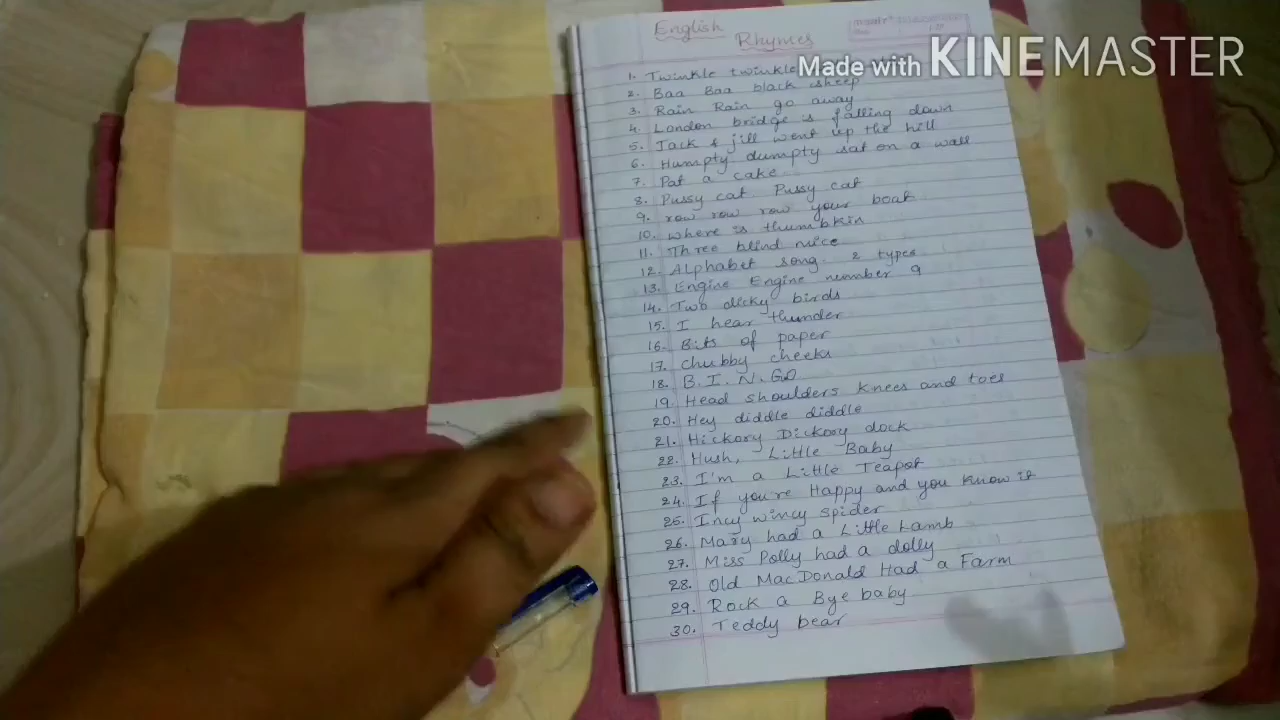 English
Rhymes
Made with KINEMASTER
1. Twinkle twinkle
2. Baa Baa black sheep
3. Rain Rain go away
4. London bridge is falling down
5. Jack & jill went up the hill
6. Humpty dumpty sat on a wall
7. Pat a cake
8. Pussy cat Pussy cat
9. row row row your boat
10. where is thumbkin
11. Three blind mice
12. Alphabet song - 2 types
13. Engine Engine number 9
14. Two dicky birds
15. I hear thunder
16. Bits of paper
17. Chubby cheeks
18. B. I. N. G.O
19. Head shoulders knees and toes
20. Hey diddle diddle
21. Hickory Dickory dock
22. Hush, Little Baby
23. I'm a Little Teapot
24. If you're Happy and you know it
25. Incy wincy spider
26. Mary had a Little Lamb
27. Miss Polly had a dolly
28. Old MacDonald Had a Farm
29. Rock a Bye baby
30. Teddy bear